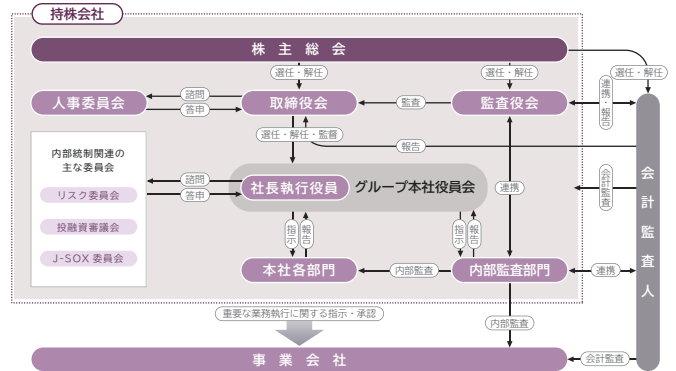 持株会社
株主総会
選任・解任
選任・解任
選任・解任
人事委員会
諮問
答申
取締役会
監査
監査役会
連携・報告
選任・解任・監督
報告
内部統制関連の
主な委員会
リスク委員会
投融資審議会
J-SOX 委員会
諮問
答申
社長執行役員
グループ本社役員会
連携
会計監査
会計監査人
指示
報告
指示
報告
本社各部門
内部監査
内部監査部門
連携
重要な業務執行に関する指示・承認
内部監査
事業会社
会計監査